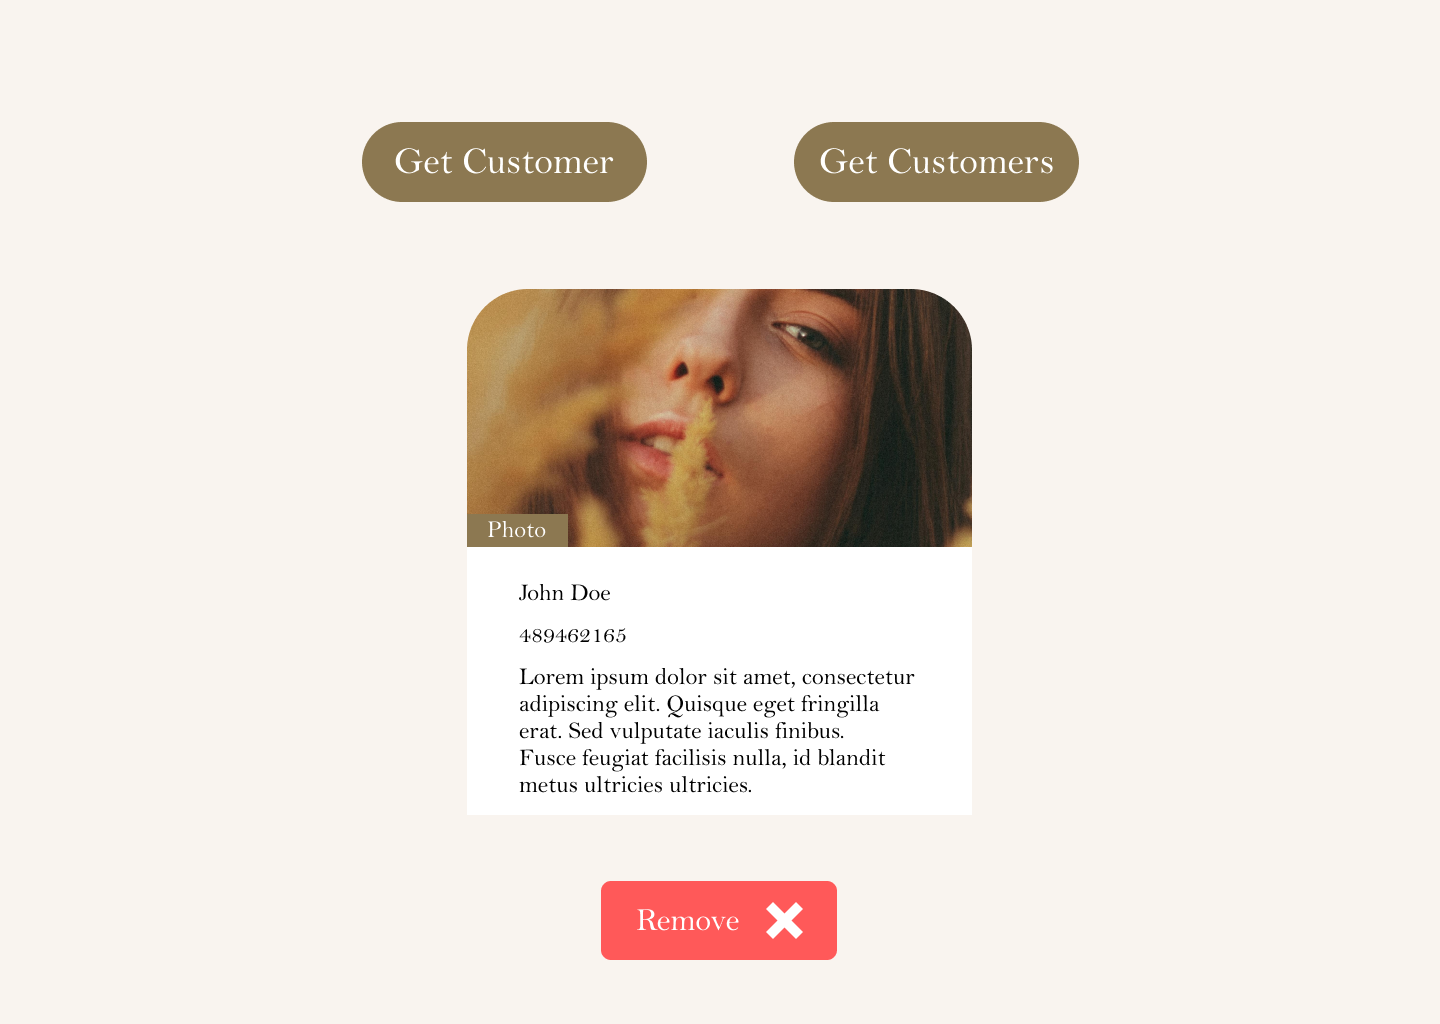 Get Customer
Get Customers
Photo
John Doe
489462165
Lorem ipsum dolor sit amet, consectetur
adipiscing elit. Quisque eget fringilla
erat. Sed vulputate iaculis finibus.
Fusce feugiat facilisis nulla, id blandit
metus ultricies ultricies.
Remove